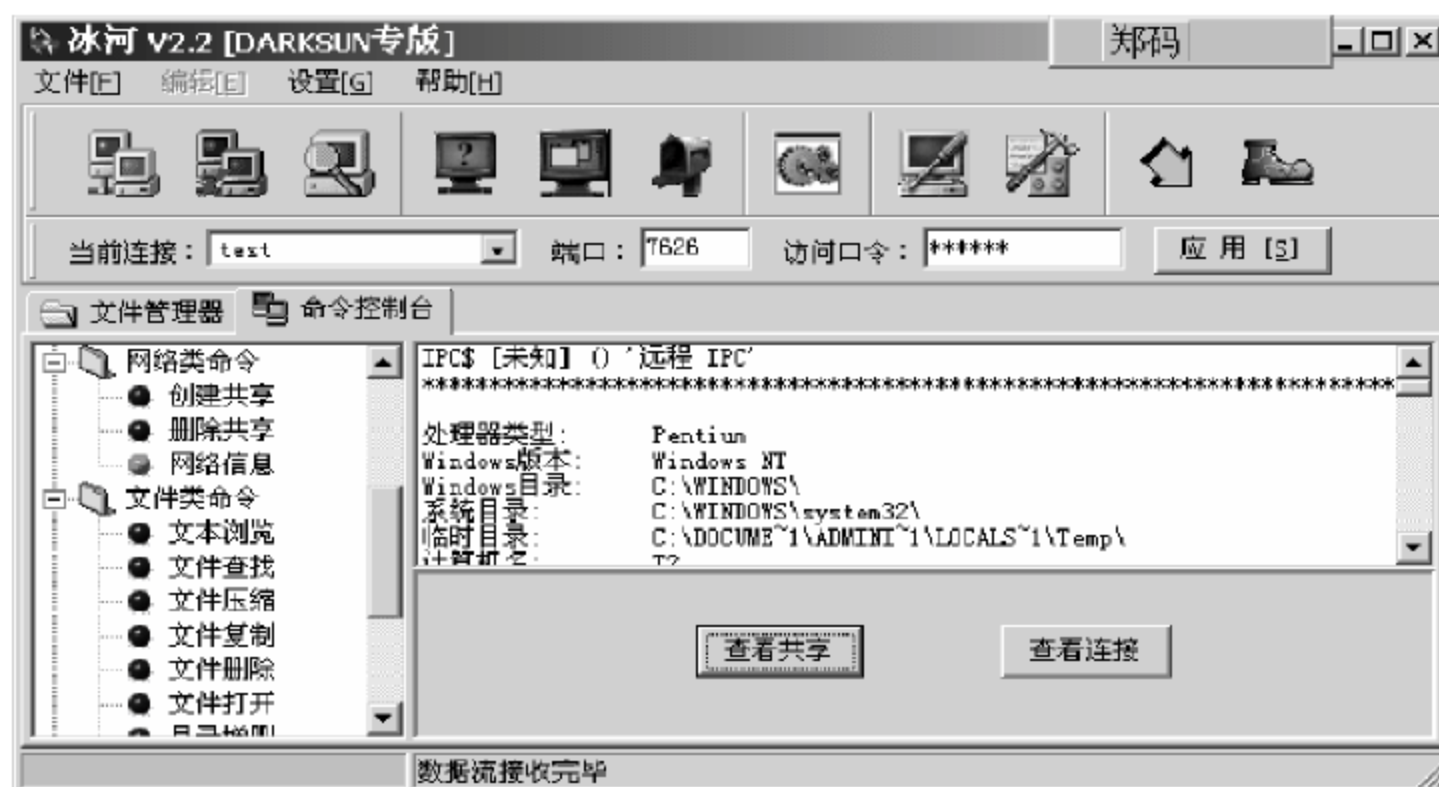 冰河 V2.2 [DARKSUN专版]
郑码
文件[F] 编辑[E] 设置[G] 帮助[H]
?
当前连接： text 端口： 7626 访问口令： ****** 应 用 [S]
文件管理器 命令控制台
网络类命令
创建共享
删除共享
网络信息
文件类命令
文本浏览
文件查找
文件压缩
文件复制
文件删除
文件打开
目录增删
IPC$ [未知] () '远程 IPC'
************************************************************************
处理器类型： Pentium
Windows版本： Windows NT
Windows目录： C:\WINDOWS\
系统目录： C:\WINDOWS\system32\
临时目录： C:\DOCUME~1\ADMINI~1\LOCALS~1\Temp\
计算机名：
查看共享 查看连接
数据流接收完毕